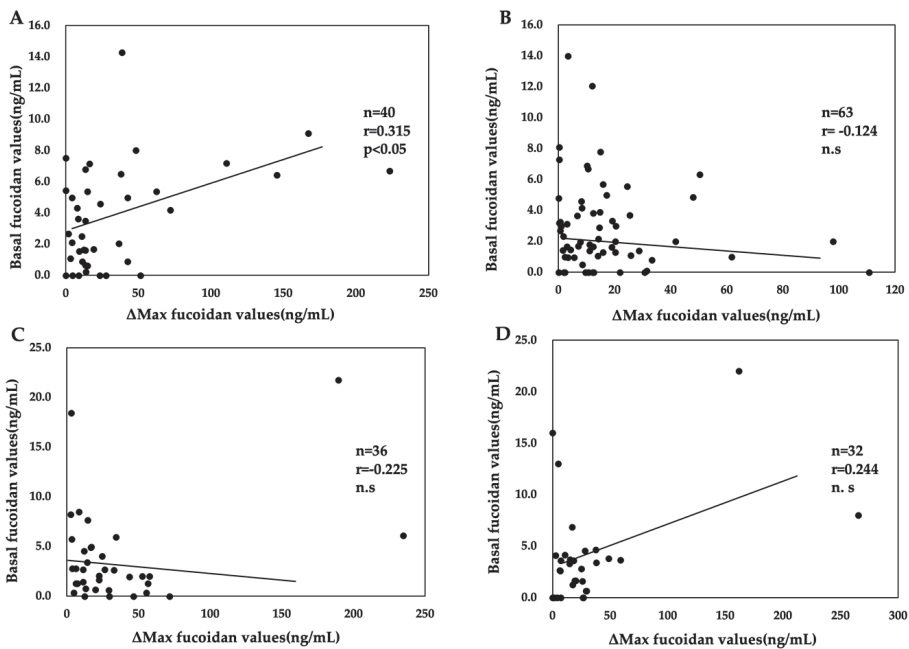 A
Basal fucoidan values(ng/mL)
16.0
14.0
12.0
10.0
8.0
6.0
4.0
2.0
0.0
n=40
r=0.315
p<0.05
0 50 100 150 200 250
ΔMax fucoidan values(ng/mL)
B
Basal fucoidan values(ng/mL)
16.0
14.0
12.0
10.0
8.0
6.0
4.0
2.0
0.0
n=63
r= -0.124
n.s
0 20 40 60 80 100 120
ΔMax fucoidan values(ng/mL)
C
Basal fucoidan values(ng/mL)
25.0
20.0
15.0
10.0
5.0
0.0
n=36
r=-0.225
n.s
0 50 100 150 200 250
ΔMax fucoidan values(ng/mL)
D
Basal fucoidan values(ng/mL)
25.0
20.0
15.0
10.0
5.0
0.0
n=32
r=0.244
n. s
0 50 100 150 200 250 300
ΔMax fucoidan values(ng/mL)